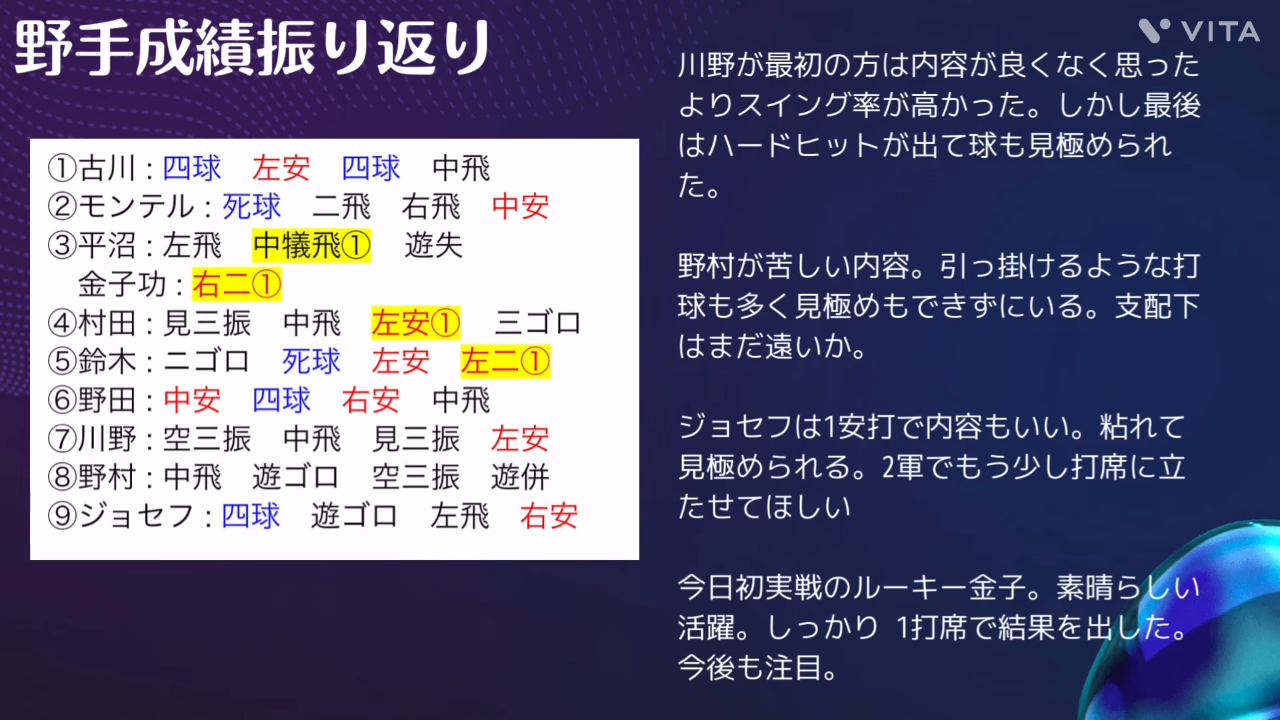 野手成績振り返り
VITA
①古川 : 四球　左安　四球　中飛
②モンテル : 死球　二飛　右飛　中安
③平沼 : 左飛　中犠飛①　遊失
金子功 : 右二①
④村田 : 見三振　中飛　左安①　三ゴロ
⑤鈴木 : ニゴロ　死球　左安　左二①
⑥野田 : 中安　四球　右安　中飛
⑦川野 : 空三振　中飛　見三振　左安
⑧野村 : 中飛　遊ゴロ　空三振　遊併
⑨ジョセフ : 四球　遊ゴロ　左飛　右安
川野が最初の方は内容が良くなく思った
よりスイング率が高かった。しかし最後
はハードヒットが出て球も見極められ
た。
野村が苦しい内容。引っ掛けるような打
球も多く見極めもできずにいる。支配下
はまだ遠いか。
ジョセフは1安打で内容もいい。粘れて
見極められる。2軍でもう少し打席に立
たせてほしい
今日初実戦のルーキー金子。素晴らしい
活躍。しっかり 1打席で結果を出した。
今後も注目。